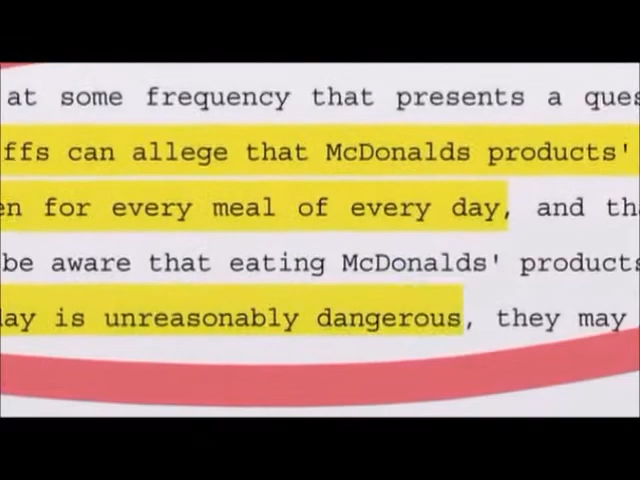 at some frequency that presents a ques
ffs can allege that McDonalds products'
en for every meal of every day, and th
be aware that eating McDonalds' products
ay is unreasonably dangerous, they may